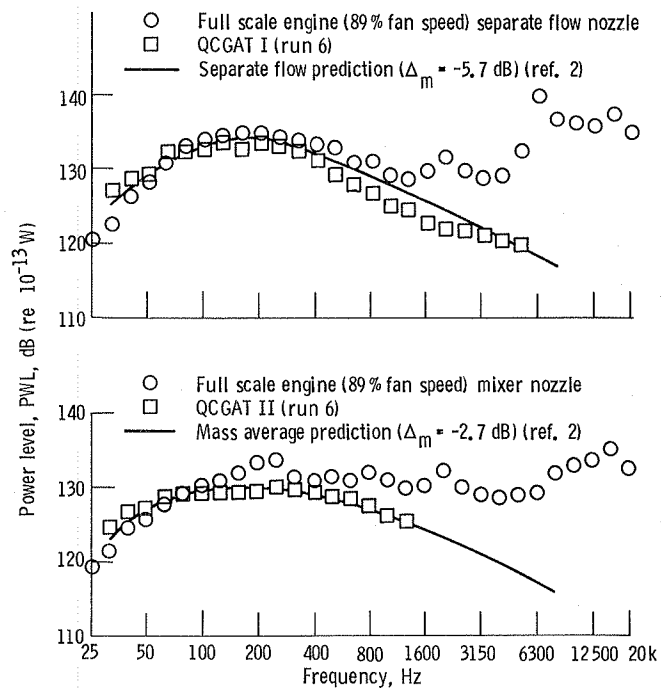 Full scale engine (89% fan speed) separate flow nozzle
QCGAT I (run 6)
Separate flow prediction (Δm = -5.7 dB) (ref. 2)
140
130
120
110
Power level, PWL, dB (re 10-13 W)
Full scale engine (89% fan speed) mixer nozzle
QCGAT II (run 6)
Mass average prediction (Δm = -2.7 dB) (ref. 2)
140
130
120
110
25 50 100 200 400 800 1600 3150 6300 12500 20k
Frequency, Hz